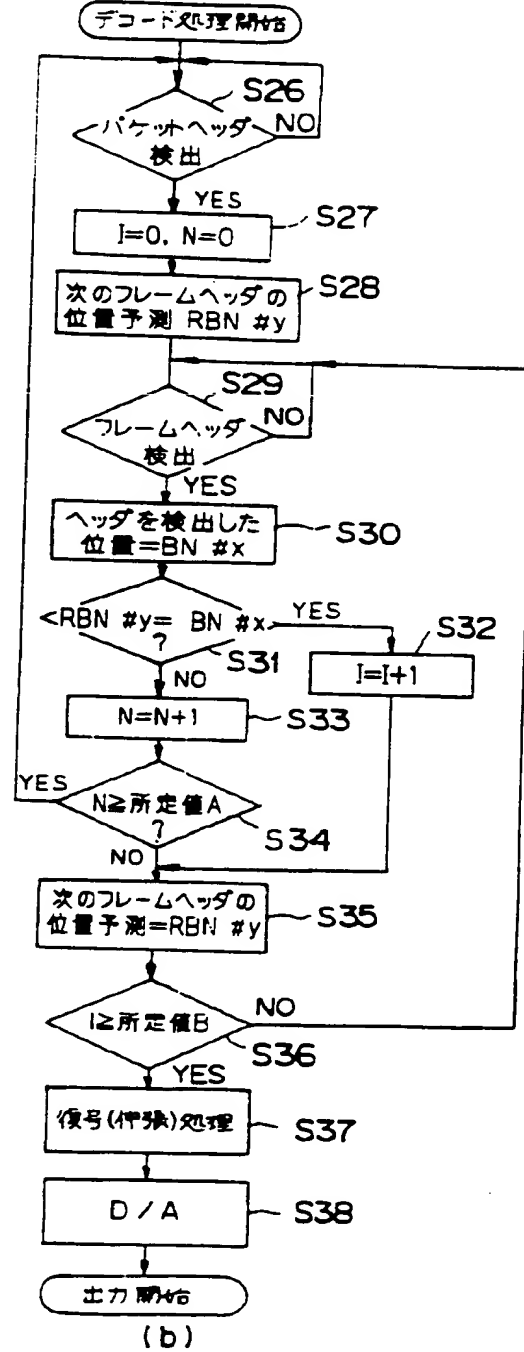 デコード処理開始
S26
パケットヘッダ
検出
NO
YES
I=0, N=0
S27
次のフレームヘッダの
位置予測 RBN #y
S28
S29
フレームヘッダ
検出
NO
YES
ヘッダを検出した
位置=BN #x
S30
<RBN #y= BN #x
?
YES
S31
NO
S32
I=I+1
N=N+1
S33
YES
N≧所定値A
?
S34
NO
次のフレームヘッダの
位置予測=RBN #y
S35
I≧所定値B
NO
S36
YES
復号(伸張)処理
S37
D/A
S38
出力開始
(b)